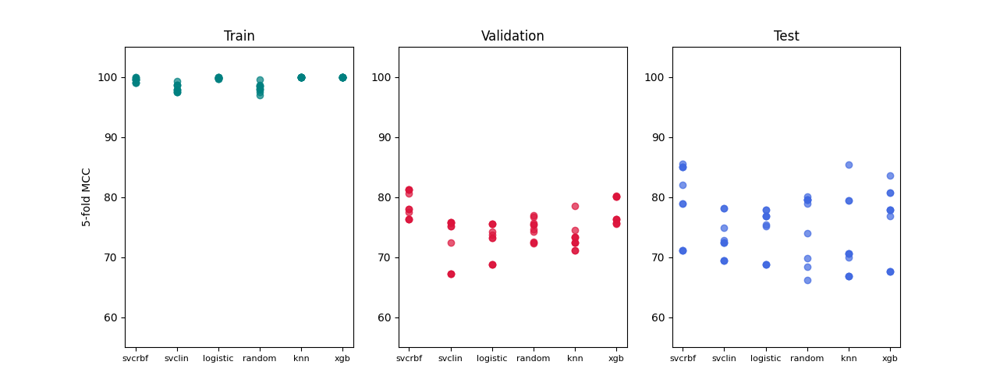 Train
Validation
Test
5-fold MCC
100
90
80
70
60
svcrbf
svclin
logistic
random
knn
xgb
100
90
80
70
60
svcrbf
svclin
logistic
random
knn
xgb
100
90
80
70
60
svcrbf
svclin
logistic
random
knn
xgb